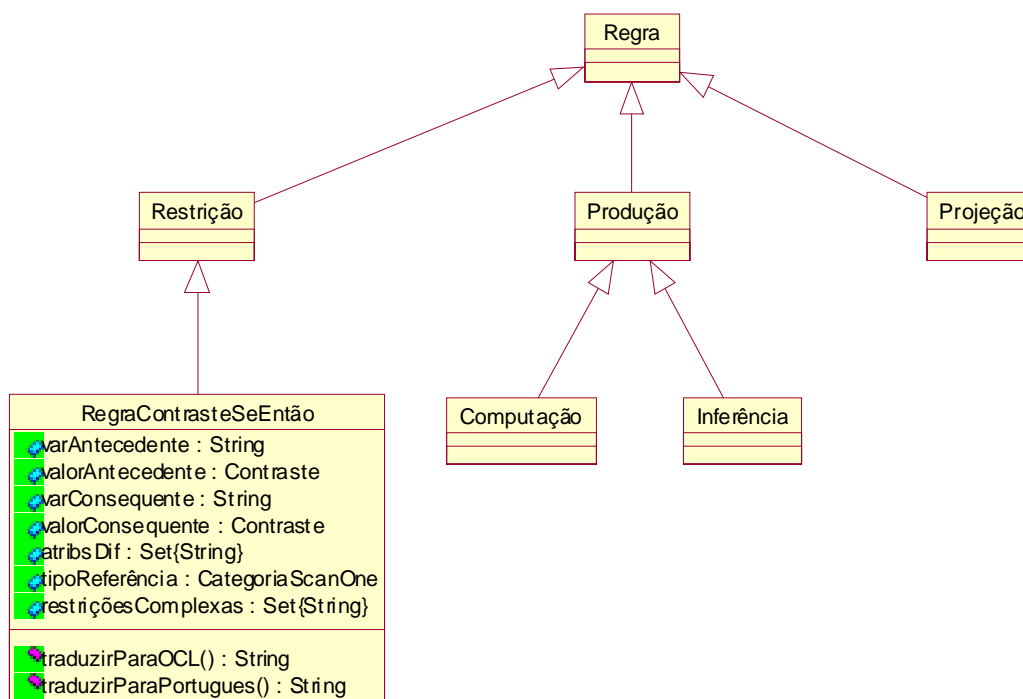 Regra
Restrição
Produção
Projeção
Computação
Inferência
RegraContrasteSeEntão
varAntecedente : String
valorAntecedente : Contraste
varConsequente : String
valorConsequente : Contraste
atribsDif : Set{String}
tipoReferência : CategoriaScanOne
restriçõesComplexas : Set{String}
traduzirParaOCL() : String
traduzirParaPortugues() : String